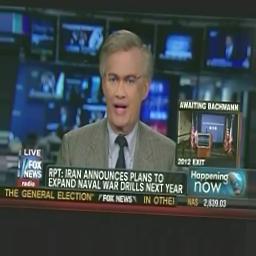 AWAITING BACHMANN
2012 EXIT
LIVE
FOX
NEWS
radio
RPT: IRAN ANNOUNCES PLANS TO
EXPAND NAVAL WAR DRILLS NEXT YEAR
Happening
now
THE GENERAL ELECTION" FOX NEWS IN OTHE NAS 2,639.03